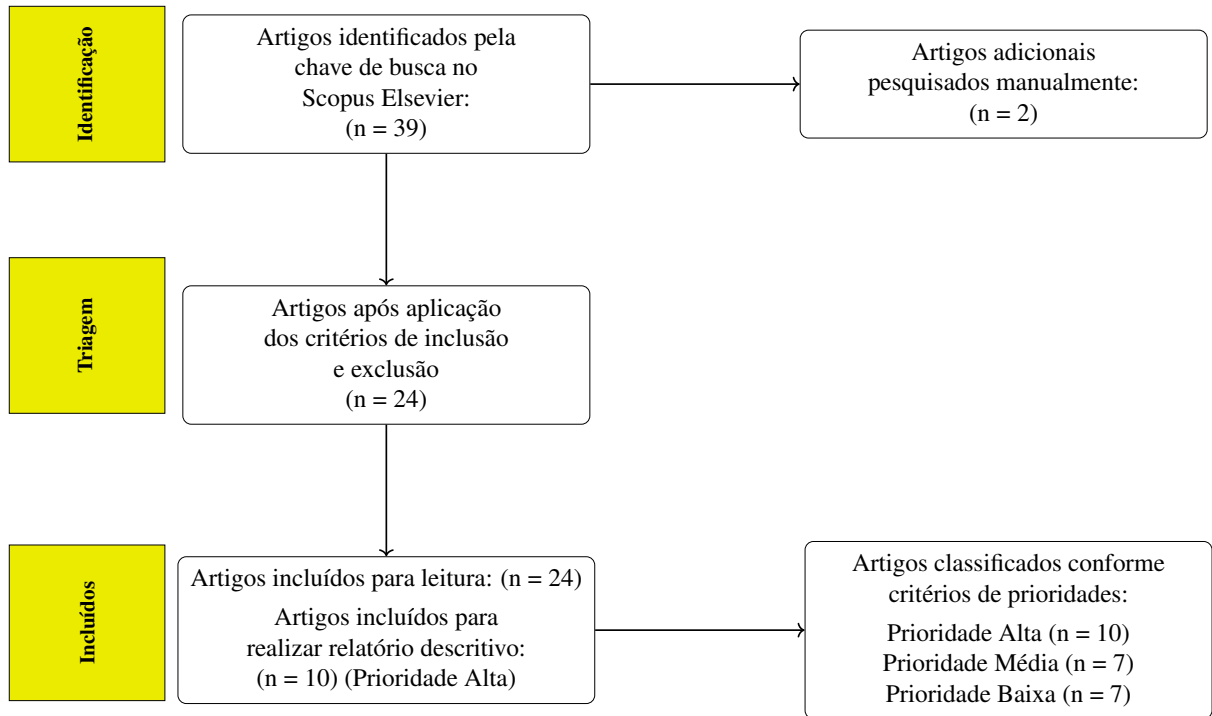 Identificação
Artigos identificados pela
chave de busca no
Scopus Elsevier:
(n = 39)
Artigos adicionais
pesquisados manualmente:
(n = 2)
Triagem
Artigos após aplicação
dos critérios de inclusão
e exclusão
(n = 24)
Incluídos
Artigos incluídos para leitura: (n = 24)
Artigos incluídos para
realizar relatório descritivo:
(n = 10) (Prioridade Alta)
Artigos classificados conforme
critérios de prioridades:
Prioridade Alta (n = 10)
Prioridade Média (n = 7)
Prioridade Baixa (n = 7)